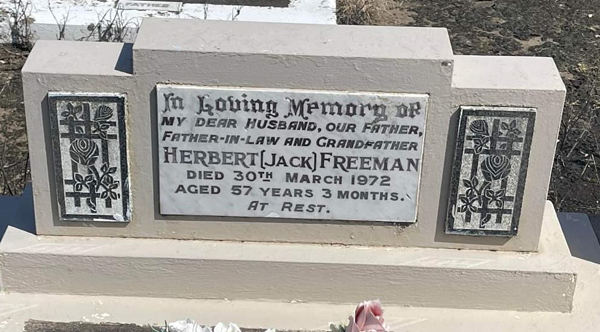 In Loving Memory of
MY DEAR HUSBAND, OUR FATHER,
FATHER-IN-LAW AND GRANDFATHER
HERBERT (JACK) FREEMAN
DIED 30TH MARCH 1972
AGED 57 YEARS 3 MONTHS.
AT REST.